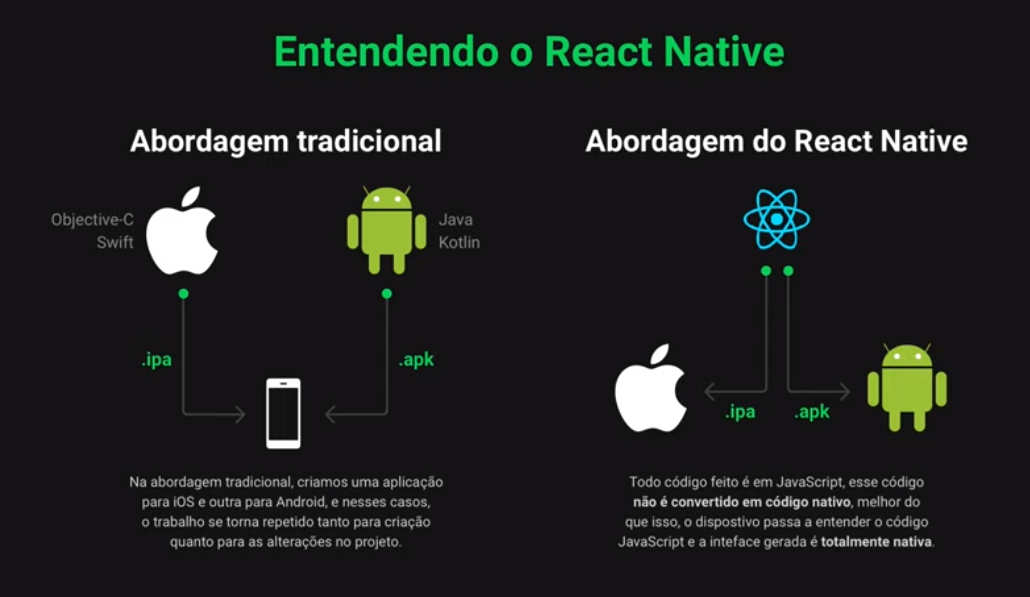 Entendendo o React Native
Abordagem tradicional
Objective-C
Swift
Java
Kotlin
.ipa
.apk
Na abordagem tradicional, criamos uma aplicação
para iOS e outra para Android, e nesses casos,
o trabalho se torna repetido tanto para criação
quanto para as alterações no projeto.
Abordagem do React Native
.ipa
.apk
Todo código feito é em JavaScript, esse código
não é convertido em código nativo, melhor do
que isso, o dispostivo passa a entender o código
JavaScript e a inteface gerada é totalmente nativa.